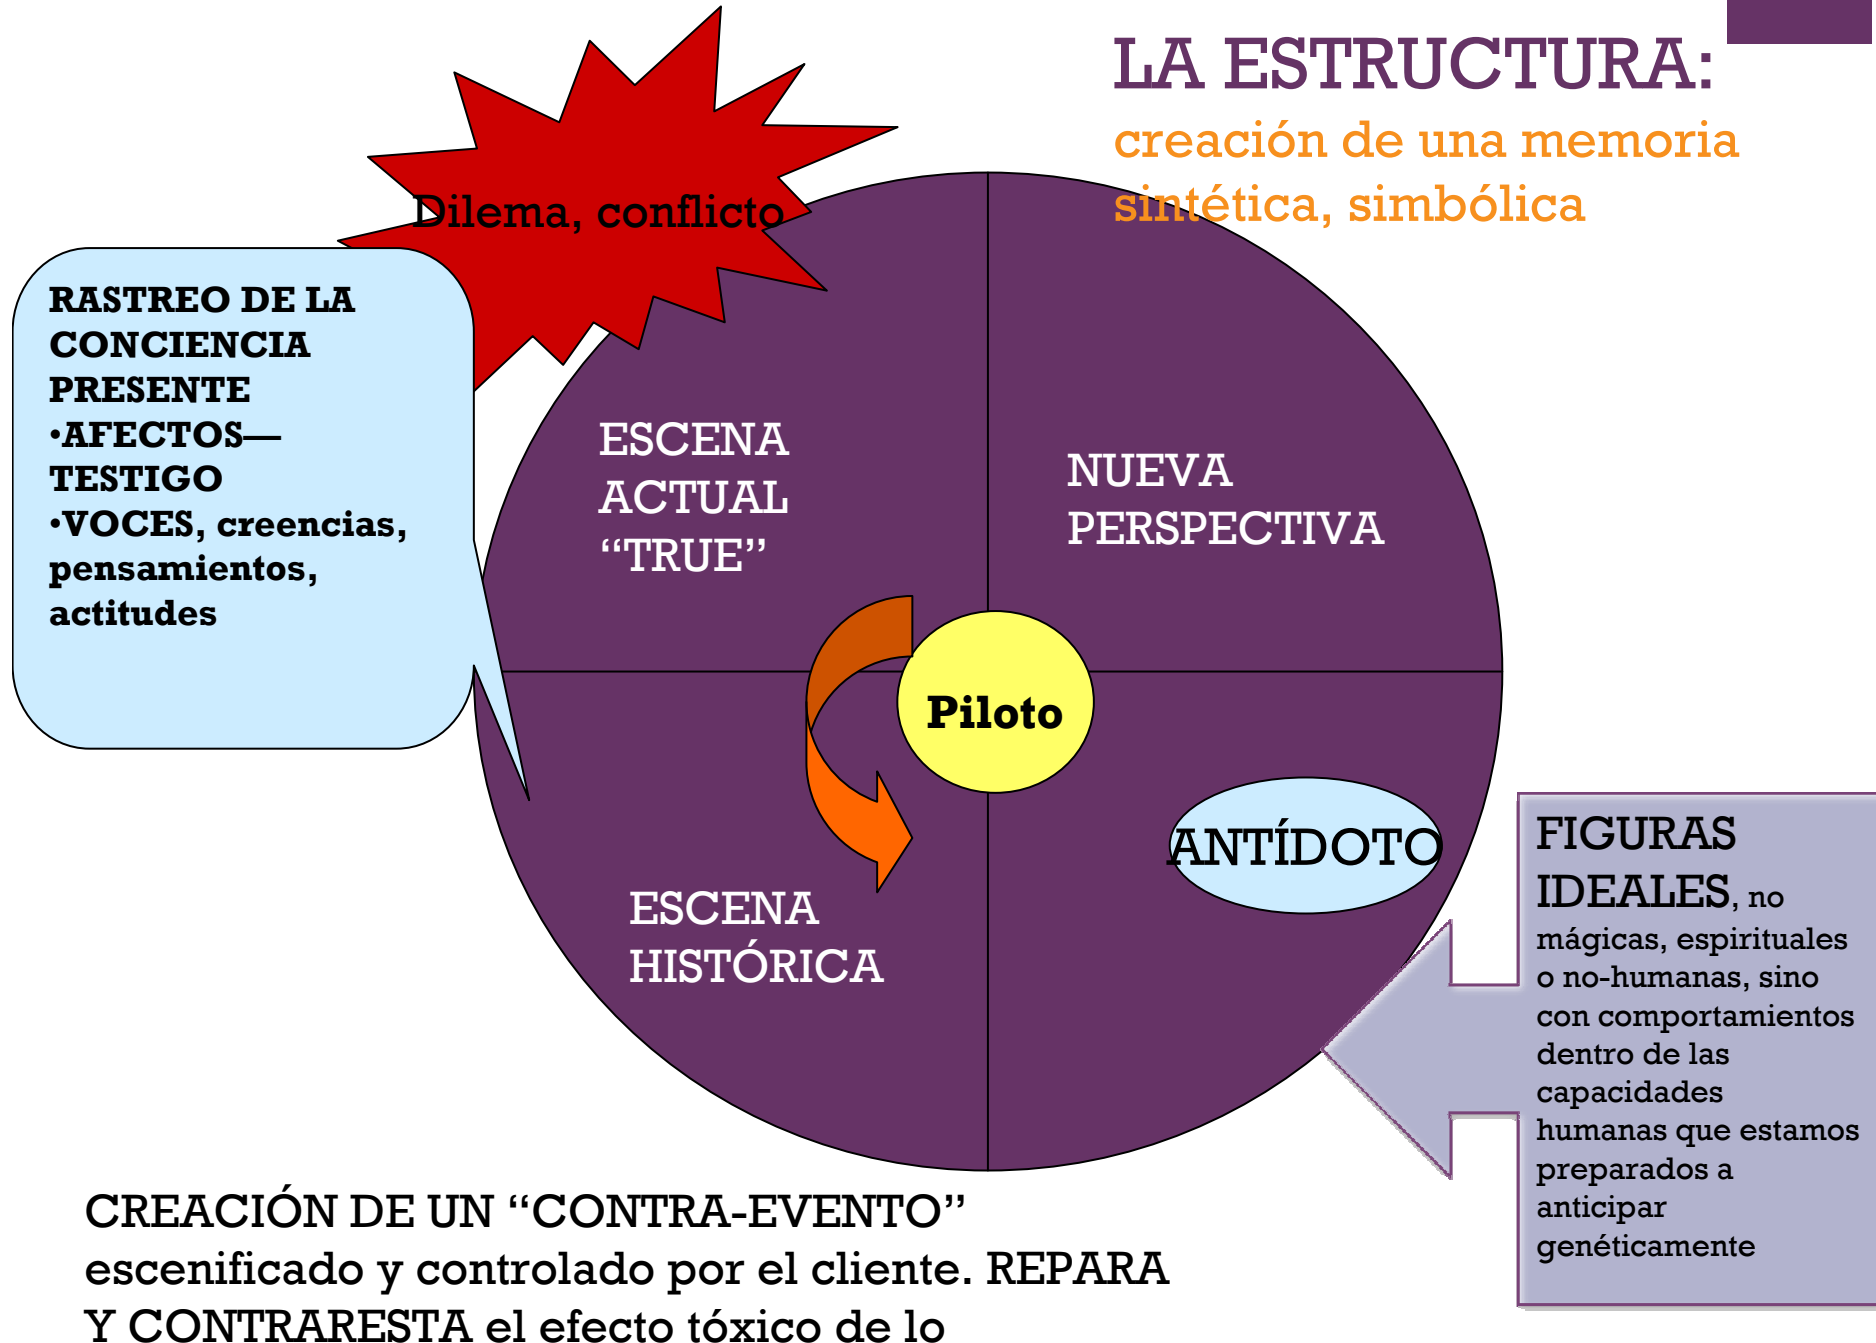 LA ESTRUCTURA:
creación de una memoria
sintética, simbólica
Dilema, conflicto
RASTREO DE LA
CONCIENCIA
PRESENTE
•AFECTOS—
TESTIGO
•VOCES, creencias,
pensamientos,
actitudes
ESCENA
ACTUAL
“TRUE”
NUEVA
PERSPECTIVA
Piloto
ANTÍDOTO
ESCENA
HISTÓRICA
FIGURAS
IDEALES, no
mágicas, espirituales
o no-humanas, sino
con comportamientos
dentro de las
capacidades
humanas que estamos
preparados a
anticipar
genéticamente
CREACIÓN DE UN “CONTRA-EVENTO”
escenificado y controlado por el cliente. REPARA
Y CONTRARESTA el efecto tóxico de lo